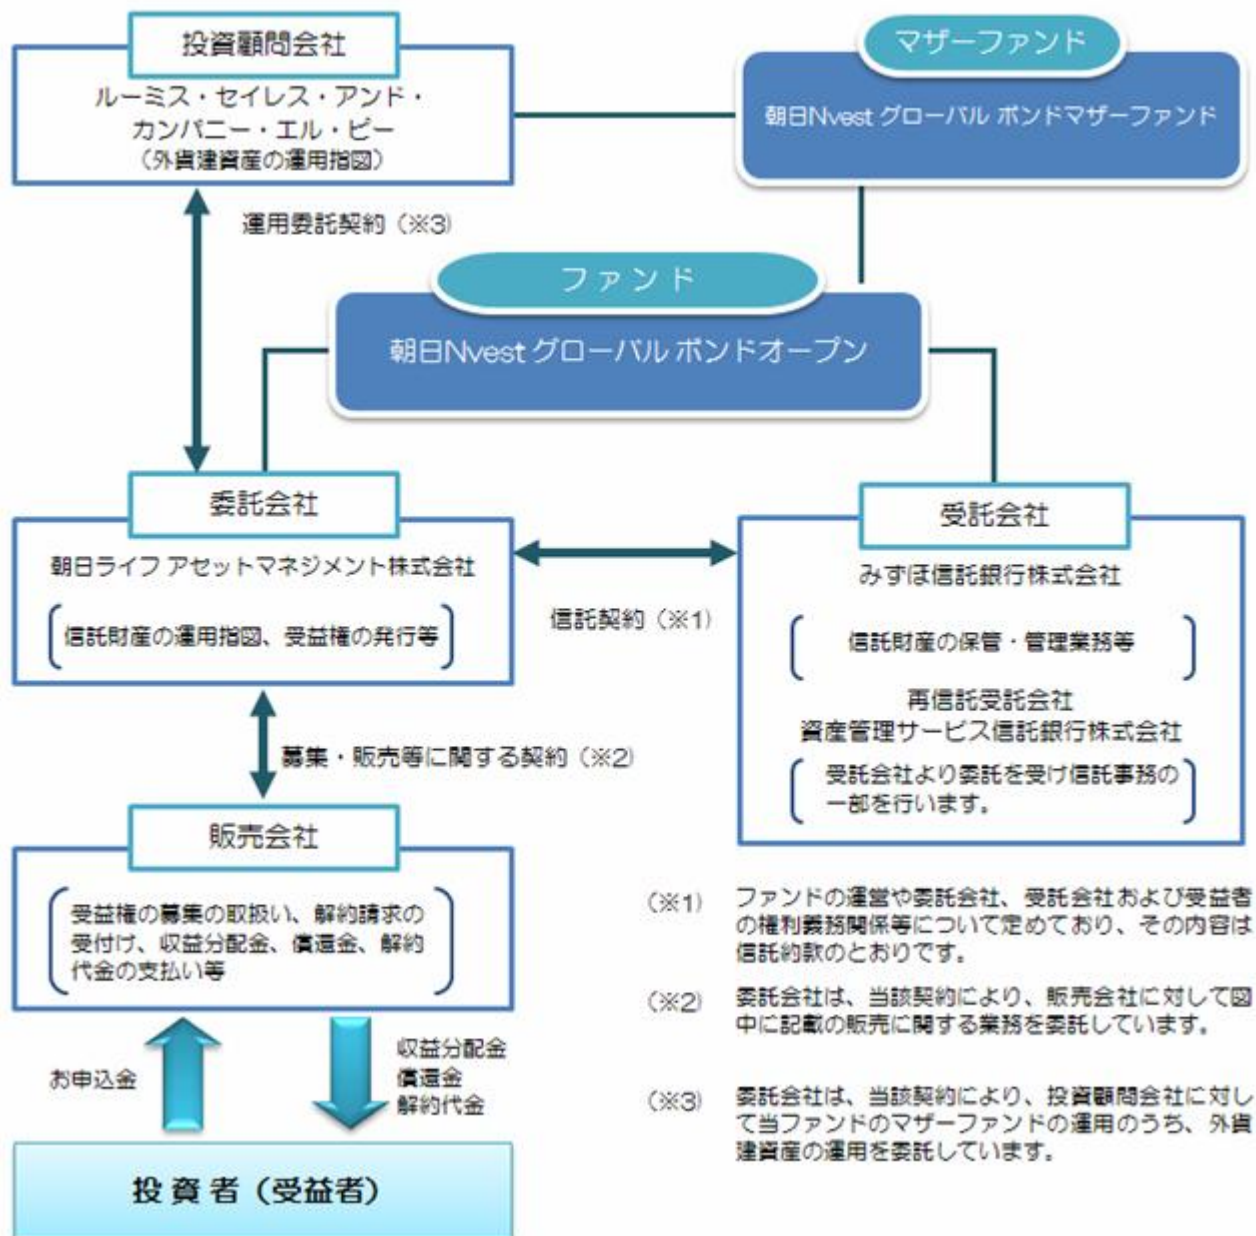 投資顧問会社
ルーミス・セイレス・アンド・
カンパニー・エル・ピー
（外貨建資産の運用指図）
マザーファンド
朝日Nvest グローバル ボンドマザーファンド
運用委託契約（※3）
ファンド
朝日Nvest グローバル ボンドオープン
委託会社
朝日ライフ アセットマネジメント株式会社
信託財産の運用指図、受益権の発行等
信託契約（※1）
受託会社
みずほ信託銀行株式会社
信託財産の保管・管理業務等
再信託受託会社
資産管理サービス信託銀行株式会社
受託会社より委託を受け信託事務の
一部を行います。
募集・販売等に関する契約（※2）
販売会社
受益権の募集の取扱い、解約請求の
受付け、収益分配金、償還金、解約
代金の支払い等
お申込金
収益分配金
償還金
解約代金
投資者（受益者）
（※1） ファンドの運営や委託会社、受託会社および受益者
の権利義務関係等について定めており、その内容は
信託約款のとおりです。
（※2） 委託会社は、当該契約により、販売会社に対して図
中に記載の販売に関する業務を委託しています。
（※3） 委託会社は、当該契約により、投資顧問会社に対し
て当ファンドのマザーファンドの運用のうち、外貨
建資産の運用を委託しています。